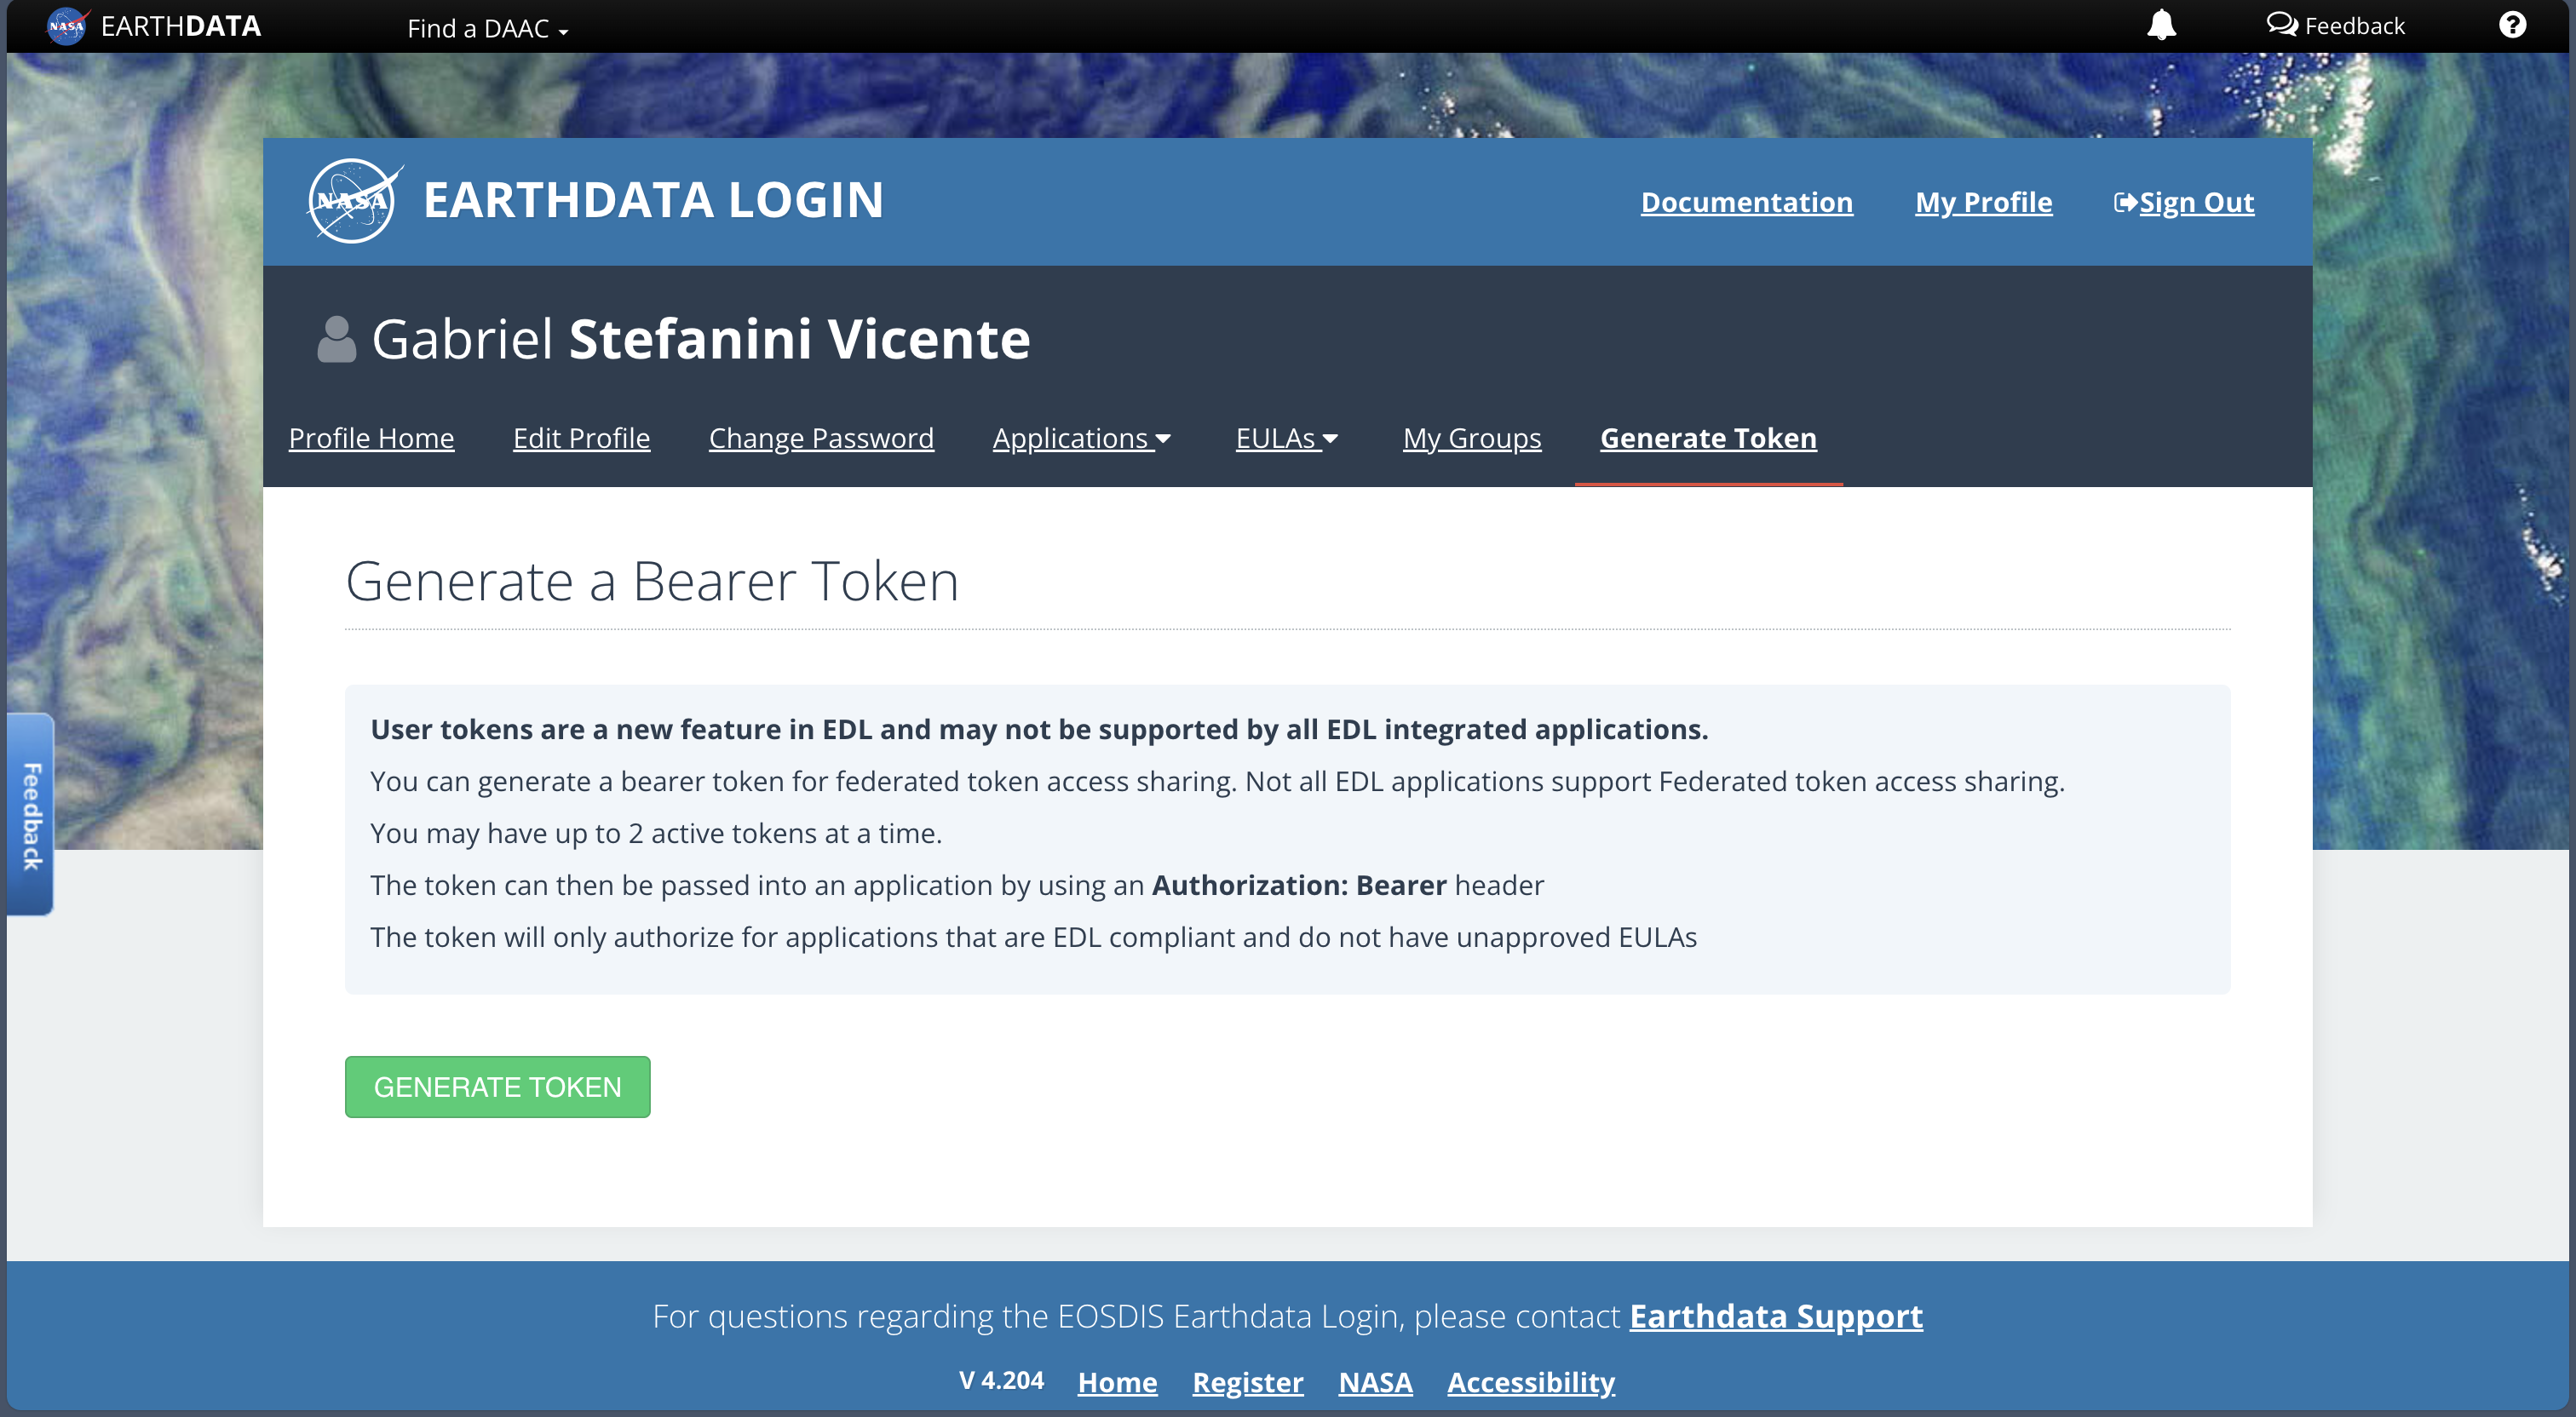 NASA EARTHDATA Find a DAAC Feedback
NASA EARTHDATA LOGIN Documentation My Profile Sign Out
Gabriel Stefanini Vicente
Profile Home Edit Profile Change Password Applications EULAs My Groups Generate Token
Generate a Bearer Token
User tokens are a new feature in EDL and may not be supported by all EDL integrated applications.
You can generate a bearer token for federated token access sharing. Not all EDL applications support Federated token access sharing.
You may have up to 2 active tokens at a time.
The token can then be passed into an application by using an Authorization: Bearer header
The token will only authorize for applications that are EDL compliant and do not have unapproved EULAs
Feedback
GENERATE TOKEN
For questions regarding the EOSDIS Earthdata Login, please contact Earthdata Support
V 4.204 Home Register NASA Accessibility